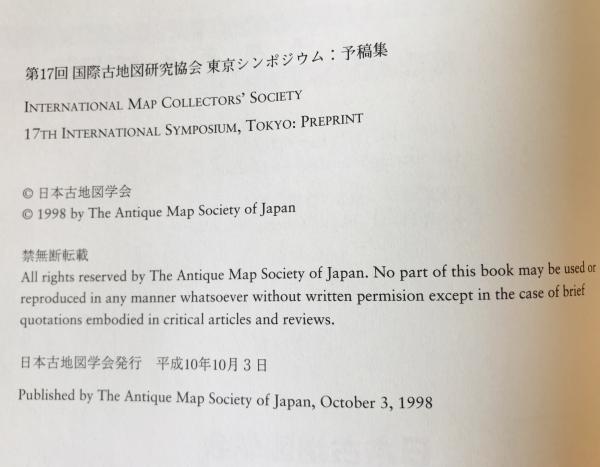 第17回 国際古地図研究協会 東京シンポジウム：予稿集
INTERNATIONAL MAP COLLECTORS' SOCIETY
17TH INTERNATIONAL SYMPOSIUM, TOKYO: PREPRINT
© 日本古地図学会
© 1998 by The Antique Map Society of Japan
禁無断転載
All rights reserved by The Antique Map Society of Japan. No part of this book may be used or
reproduced in any manner whatsoever without written permision except in the case of brief
quotations embodied in critical articles and reviews.
日本古地図学会発行　平成10年10月3日
Published by The Antique Map Society of Japan, October 3, 1998